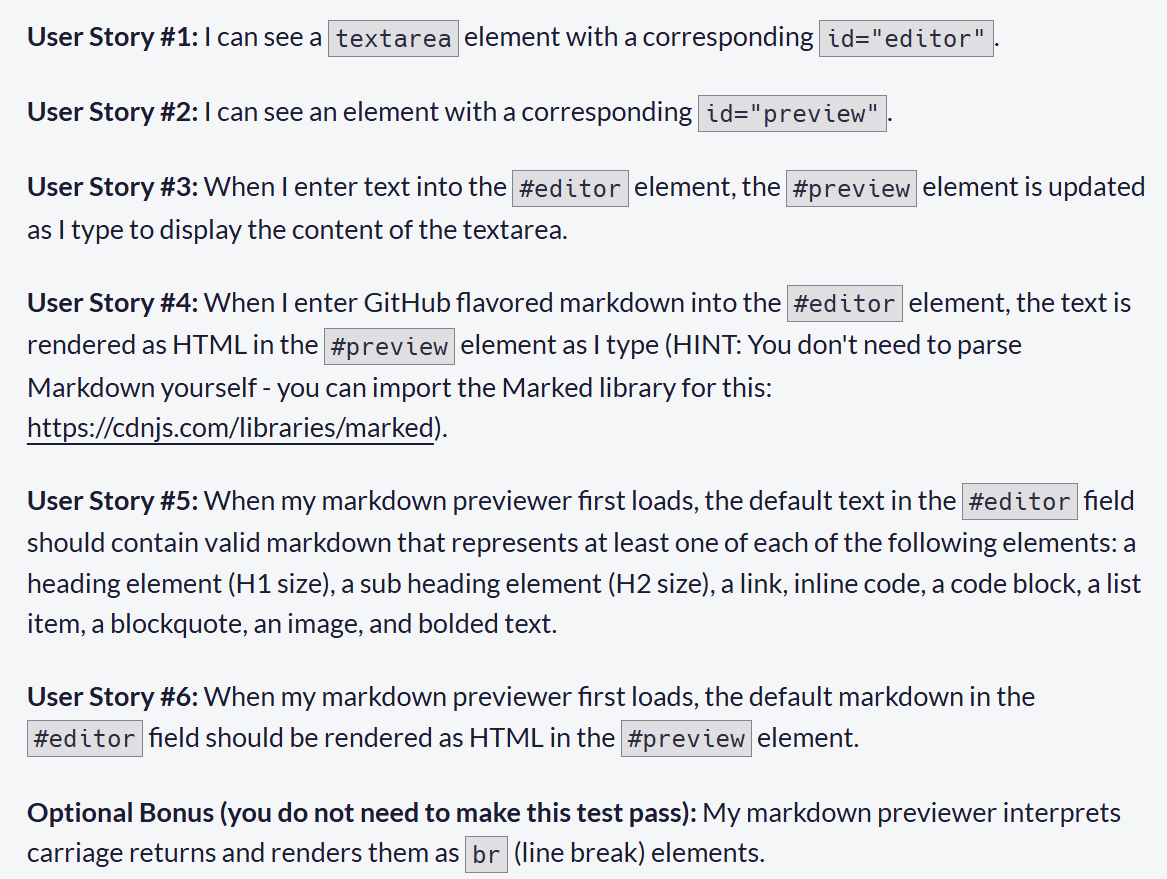 User Story #1: I can see a textarea element with a corresponding id="editor".
User Story #2: I can see an element with a corresponding id="preview".
User Story #3: When I enter text into the #editor element, the #preview element is updated
as I type to display the content of the textarea.
User Story #4: When I enter GitHub flavored markdown into the #editor element, the text is
rendered as HTML in the #preview element as I type (HINT: You don't need to parse
Markdown yourself - you can import the Marked library for this:
https://cdnjs.com/libraries/marked).
User Story #5: When my markdown previewer first loads, the default text in the #editor field
should contain valid markdown that represents at least one of each of the following elements: a
heading element (H1 size), a sub heading element (H2 size), a link, inline code, a code block, a list
item, a blockquote, an image, and bolded text.
User Story #6: When my markdown previewer first loads, the default markdown in the
#editor field should be rendered as HTML in the #preview element.
Optional Bonus (you do not need to make this test pass): My markdown previewer interprets
carriage returns and renders them as br (line break) elements.